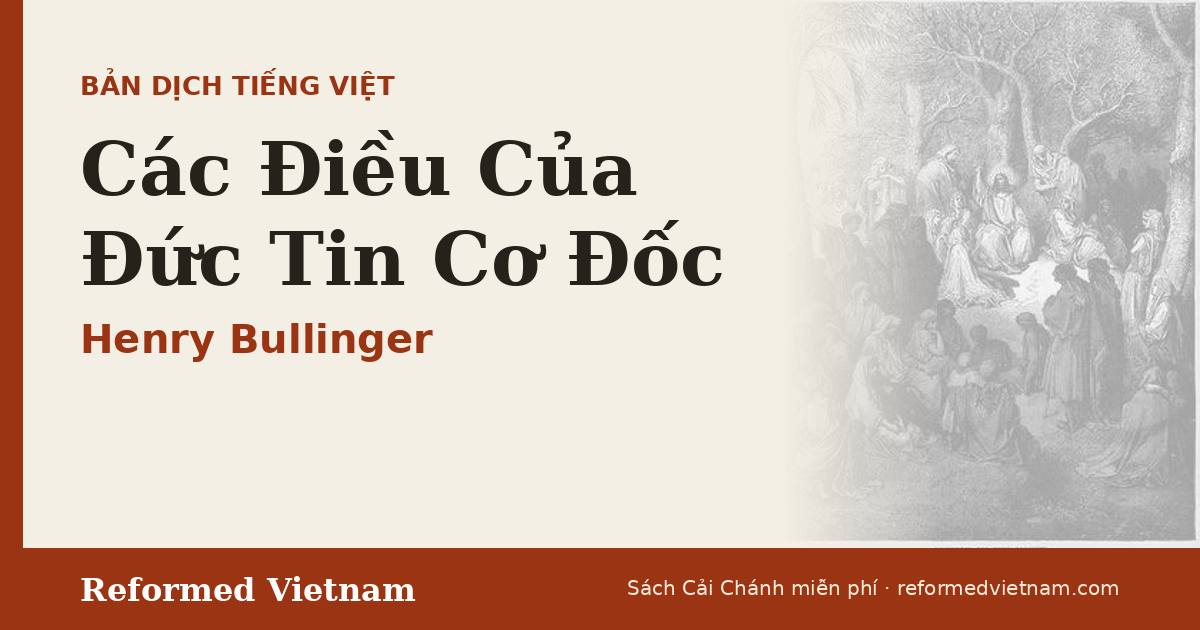 BẢN DỊCH TIẾNG VIỆT
Các Điều Của
Đức Tin Cơ Đốc
Henry Bullinger
Reformed Vietnam
Sách Cải Chánh miễn phí · reformedvietnam.com